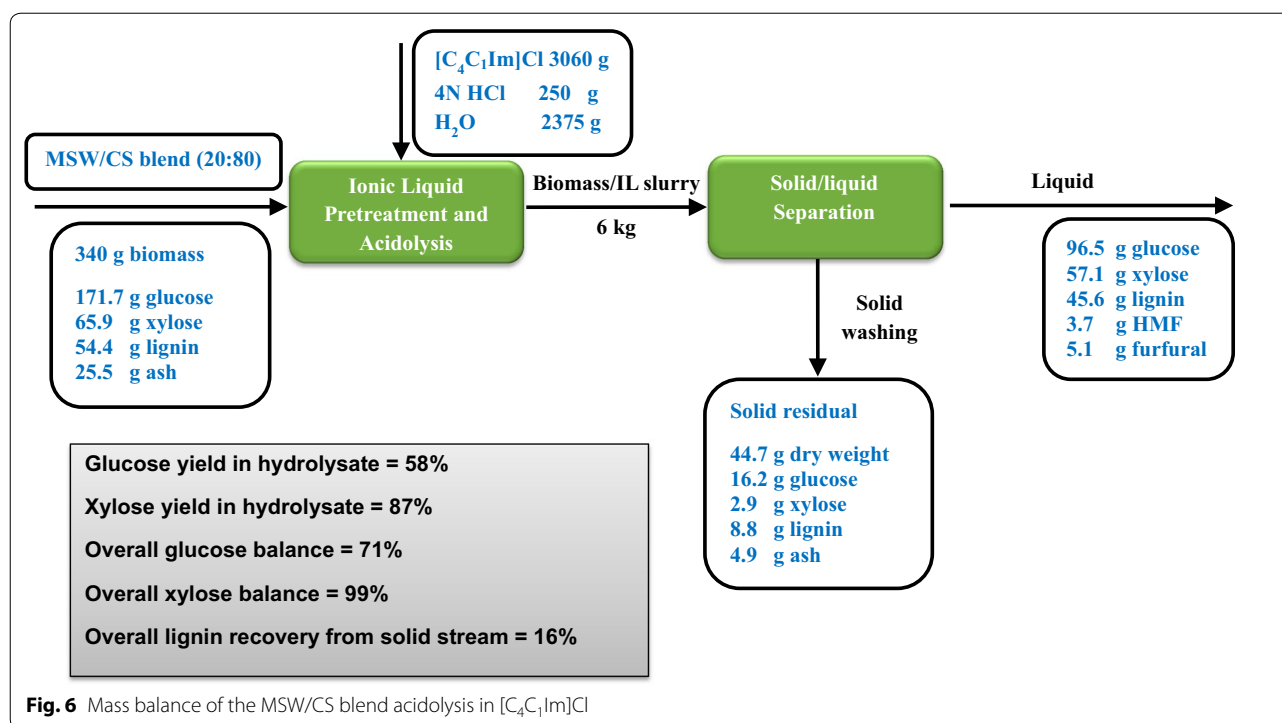 [C₄C₁Im]Cl 3060 g
4N HCl 250 g
H₂O 2375 g
MSW/CS blend (20:80)
Ionic Liquid
Pretreatment and
Acidolysis
Biomass/IL slurry
6 kg
Solid/liquid
Separation
Liquid
340 g biomass
171.7 g glucose
65.9 g xylose
54.4 g lignin
25.5 g ash
Solid
washing
96.5 g glucose
57.1 g xylose
45.6 g lignin
3.7 g HMF
5.1 g furfural
Solid residual
44.7 g dry weight
16.2 g glucose
2.9 g xylose
8.8 g lignin
4.9 g ash
Glucose yield in hydrolysate = 58%
Xylose yield in hydrolysate = 87%
Overall glucose balance = 71%
Overall xylose balance = 99%
Overall lignin recovery from solid stream = 16%
Fig. 6 Mass balance of the MSW/CS blend acidolysis in [C₄C₁Im]Cl